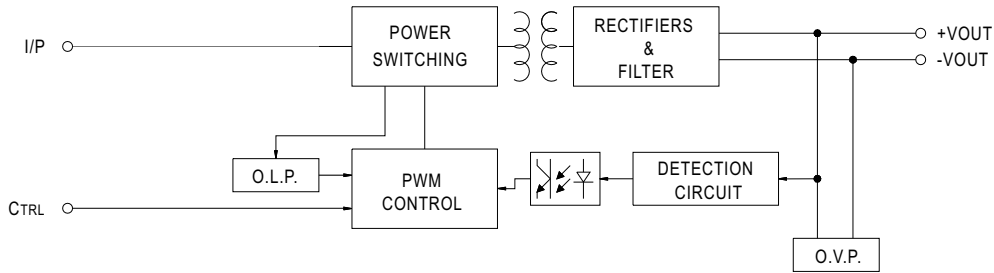 I/P
POWER
SWITCHING
RECTIFIERS
&
FILTER
+VOUT
-VOUT
O.L.P.
PWM
CONTROL
DETECTION
CIRCUIT
CTRL
O.V.P.